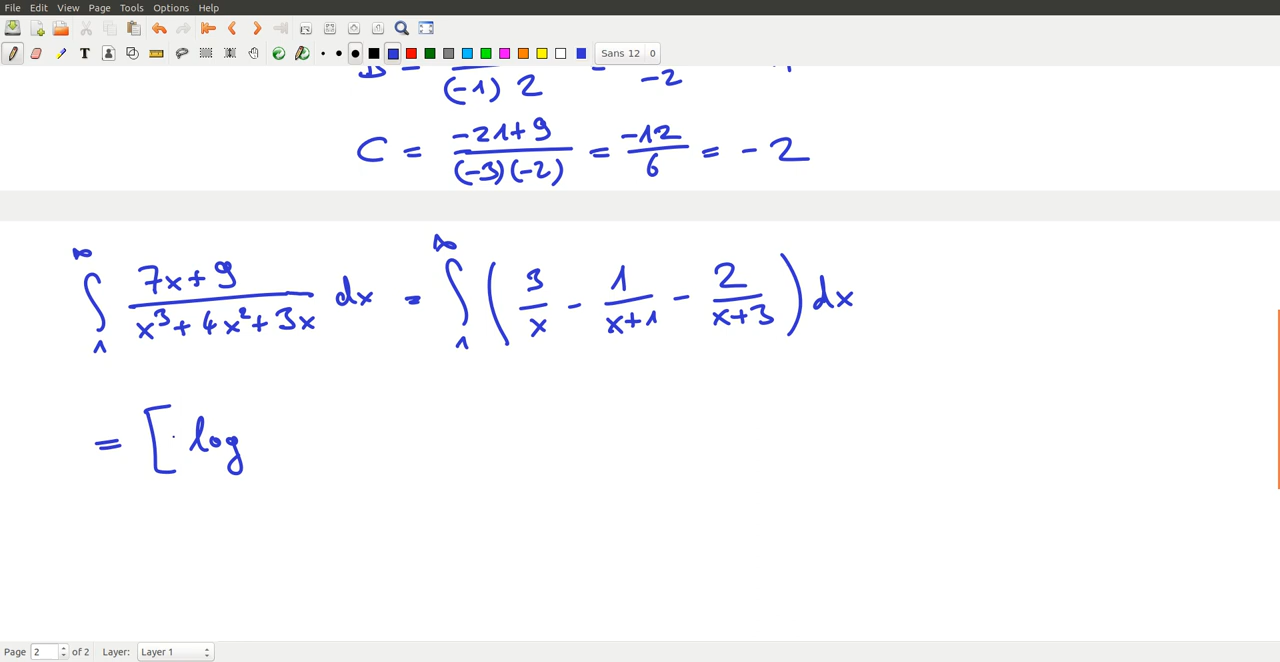 File Edit View Page Tools Options Help
T Sans 12 0
(-1) 2 -2
C = -21+9 / (-3)(-2) = -12 / 6 = -2
∫₁^∞ (7x+9)/(x³+4x²+3x) dx = ∫₁^∞ (3/x - 1/(x+1) - 2/(x+3)) dx
= [ log
Page 2 of 2 Layer: Layer 1